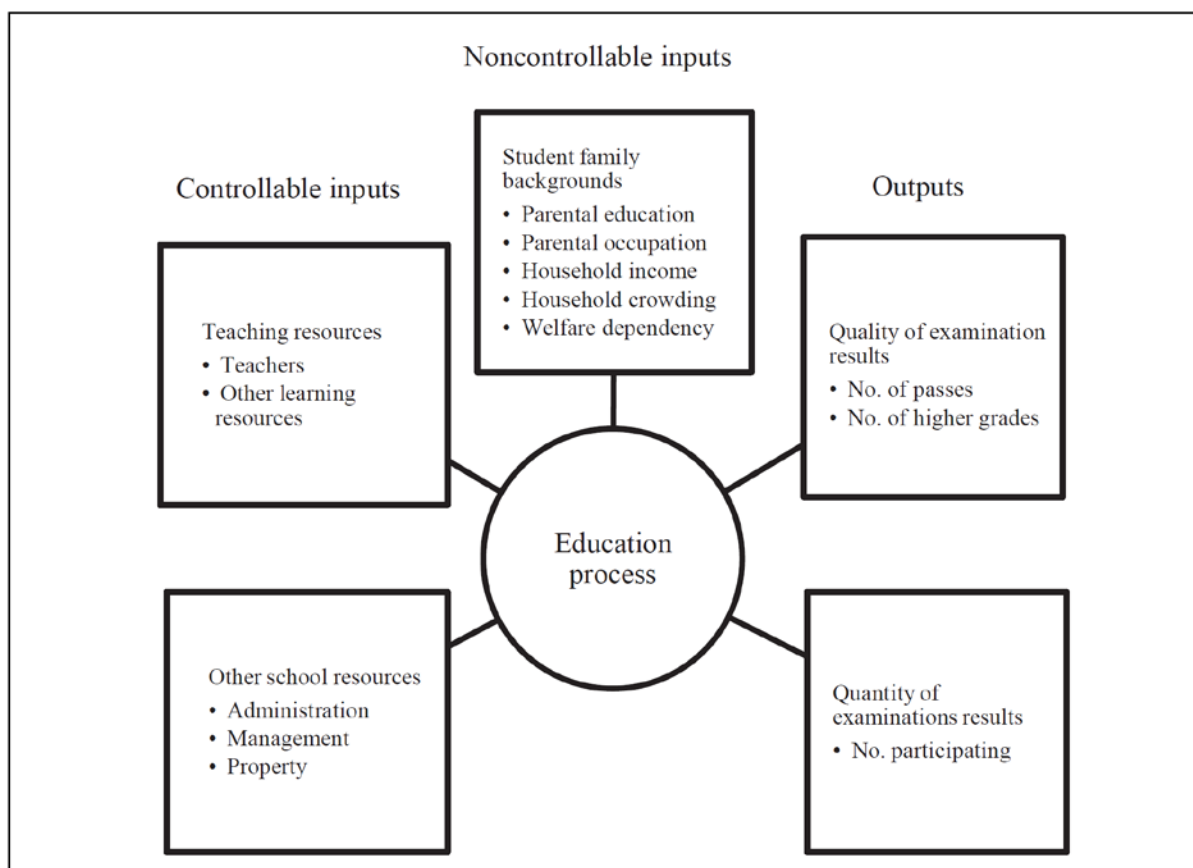 Noncontrollable inputs
Student family
backgrounds
• Parental education
• Parental occupation
• Household income
• Household crowding
• Welfare dependency
Controllable inputs
Teaching resources
• Teachers
• Other learning
resources
Outputs
Quality of examination
results
• No. of passes
• No. of higher grades
Education
process
Other school resources
• Administration
• Management
• Property
Quantity of
examinations results
• No. participating